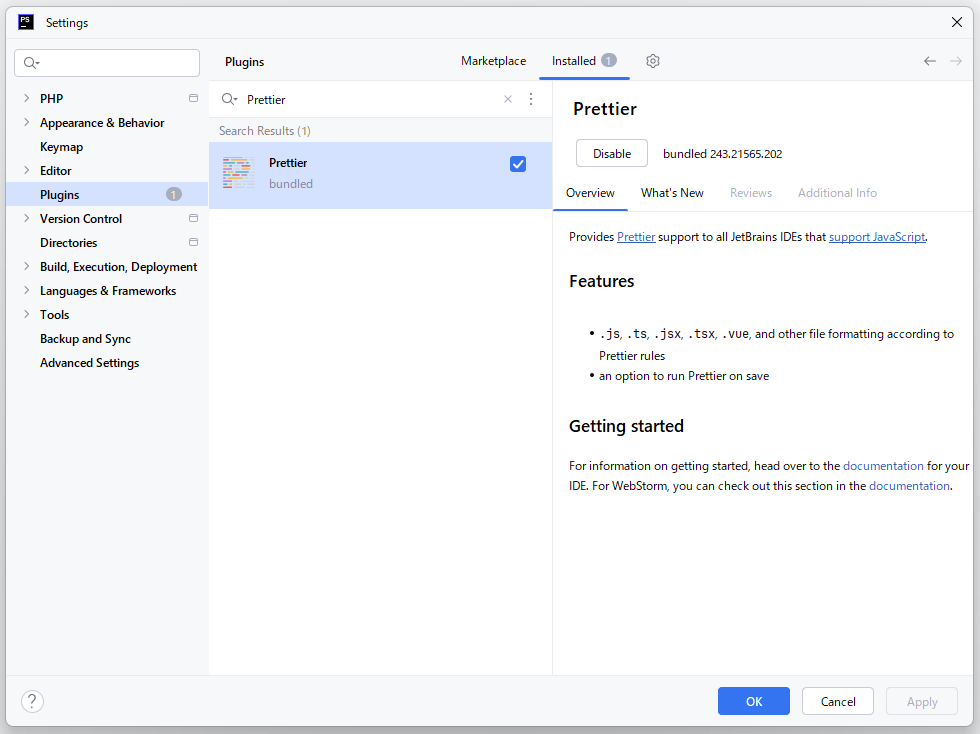 PS
Settings
Plugins
Marketplace
Installed 1
PHP
Appearance & Behavior
Keymap
Editor
Plugins 1
Version Control
Directories
Build, Execution, Deployment
Languages & Frameworks
Tools
Backup and Sync
Advanced Settings
Prettier
Search Results (1)
Prettier
bundled
Prettier
Disable bundled 243.21565.202
Overview What's New Reviews Additional Info
Provides Prettier support to all JetBrains IDEs that support JavaScript.
Features
• .js, .ts, .jsx, .tsx, .vue, and other file formatting according to
Prettier rules
• an option to run Prettier on save
Getting started
For information on getting started, head over to the documentation for your
IDE. For WebStorm, you can check out this section in the documentation.
?
OK Cancel Apply